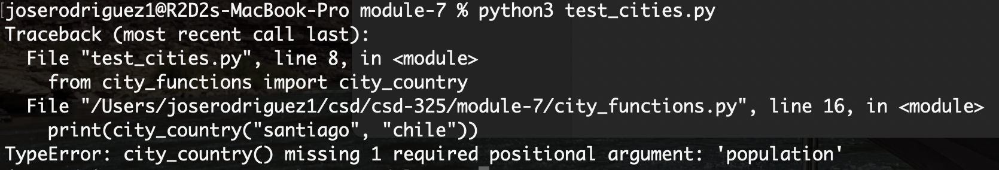 joserodriguez1@R2D2s-MacBook-Pro module-7 % python3 test_cities.py
Traceback (most recent call last):
  File "test_cities.py", line 8, in <module>
    from city_functions import city_country
  File "/Users/joserodriguez1/csd/csd-325/module-7/city_functions.py", line 16, in <module>
    print(city_country("santiago", "chile"))
TypeError: city_country() missing 1 required positional argument: 'population'